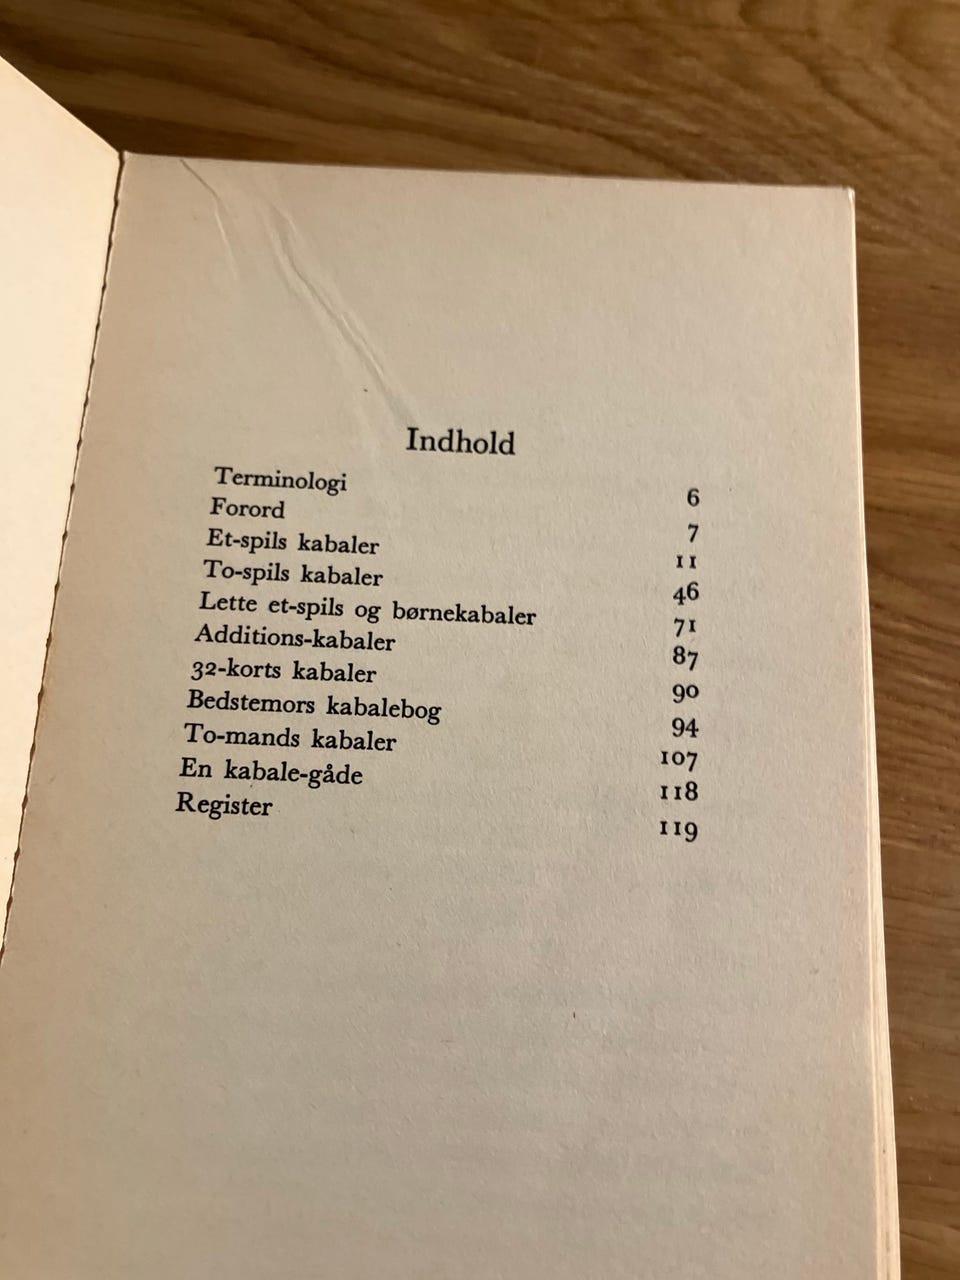 Indhold
Terminologi 6
Forord 7
Et-spils kabaler 11
To-spils kabaler 46
Lette et-spils og børnekabaler 71
Additions-kabaler 87
32-korts kabaler 90
Bedstemors kabalebog 94
To-mands kabaler 107
En kabale-gåde 118
Register 119